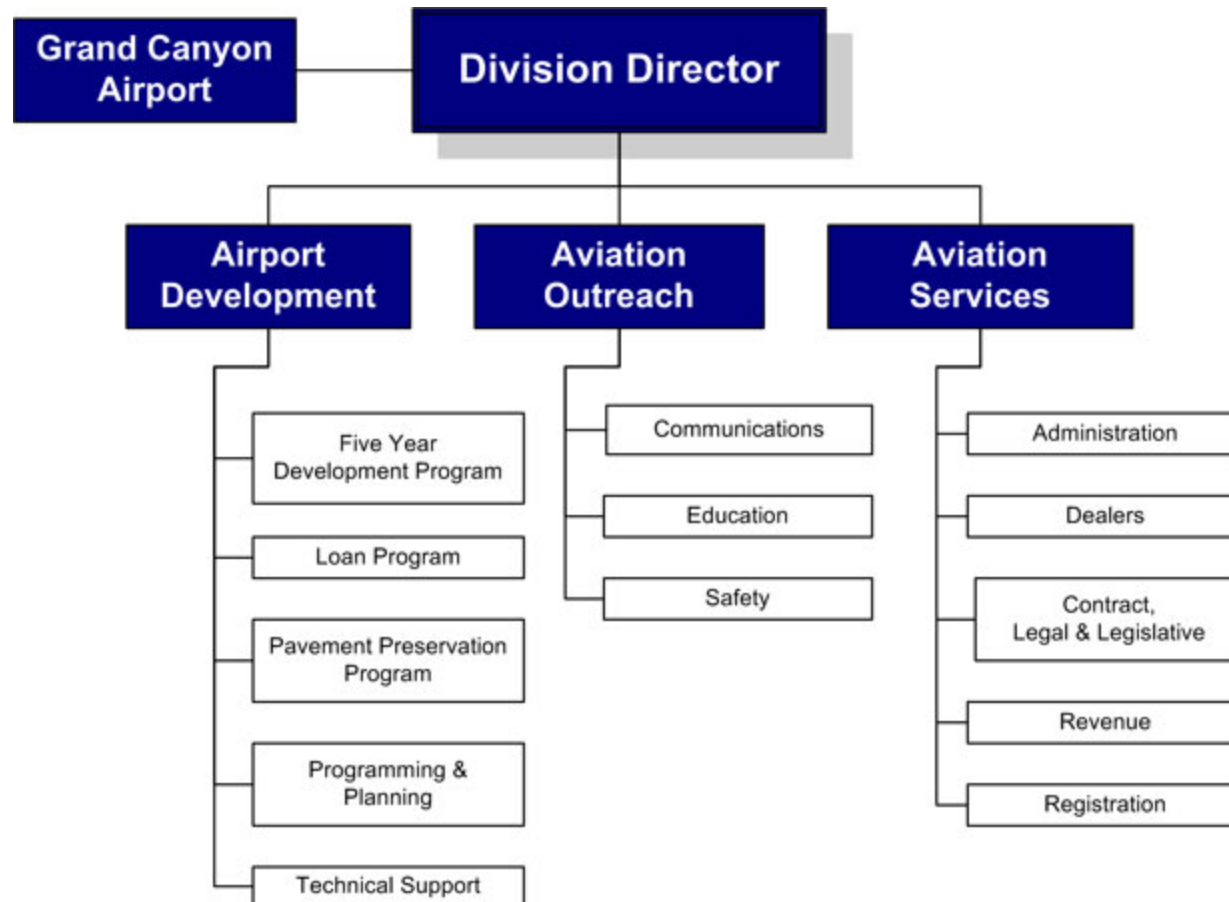 Grand Canyon
Airport
Division Director
Airport
Development
Aviation
Outreach
Aviation
Services
Five Year
Development Program
Loan Program
Pavement Preservation
Program
Programming &
Planning
Technical Support
Communications
Education
Safety
Administration
Dealers
Contract,
Legal & Legislative
Revenue
Registration